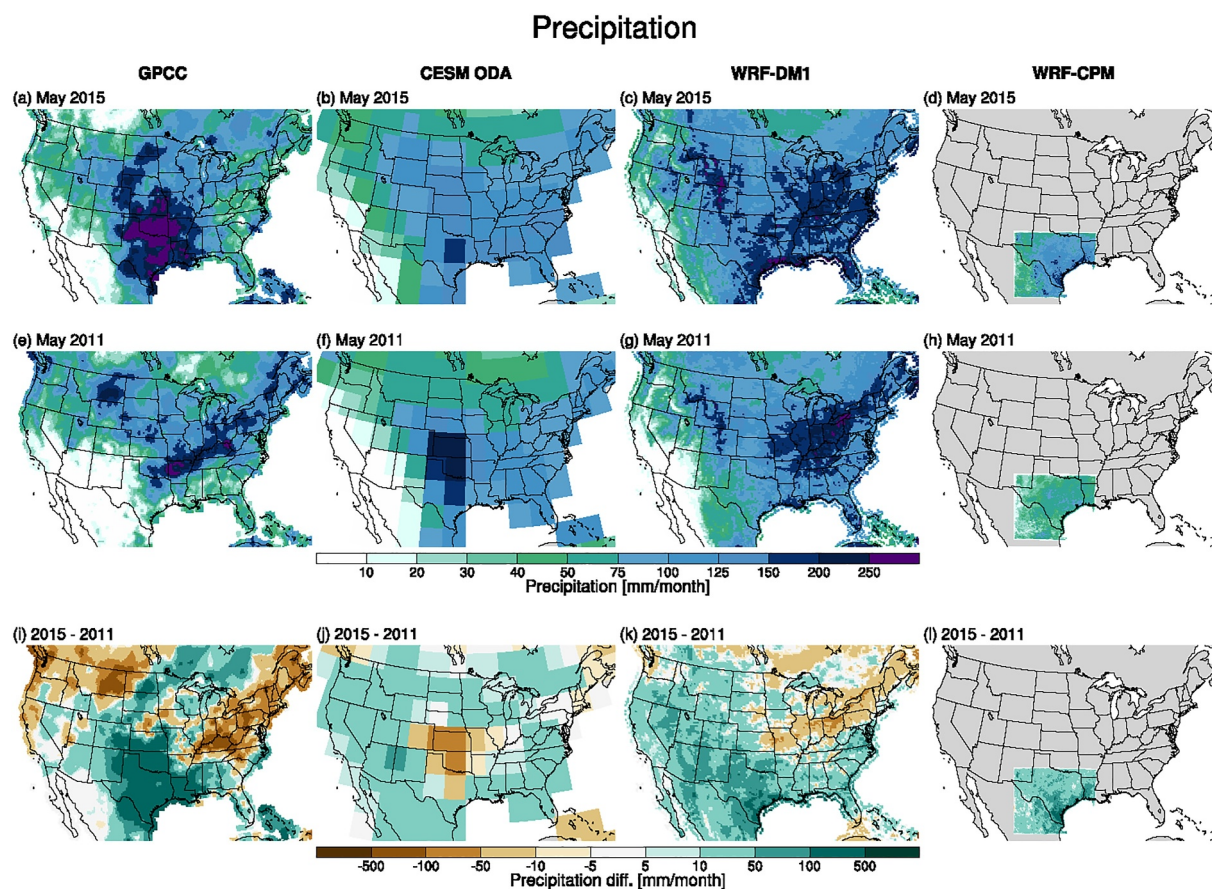 Precipitation
GPCC CESM ODA WRF-DM1 WRF-CPM
(a) May 2015 (b) May 2015 (c) May 2015 (d) May 2015
(e) May 2011 (f) May 2011 (g) May 2011 (h) May 2011
10 20 30 40 50 75 100 125 150 200 250
Precipitation [mm/month]
(i) 2015 - 2011 (j) 2015 - 2011 (k) 2015 - 2011 (l) 2015 - 2011
-500 -100 -50 -10 -5 5 10 50 100 500
Precipitation diff. [mm/month]